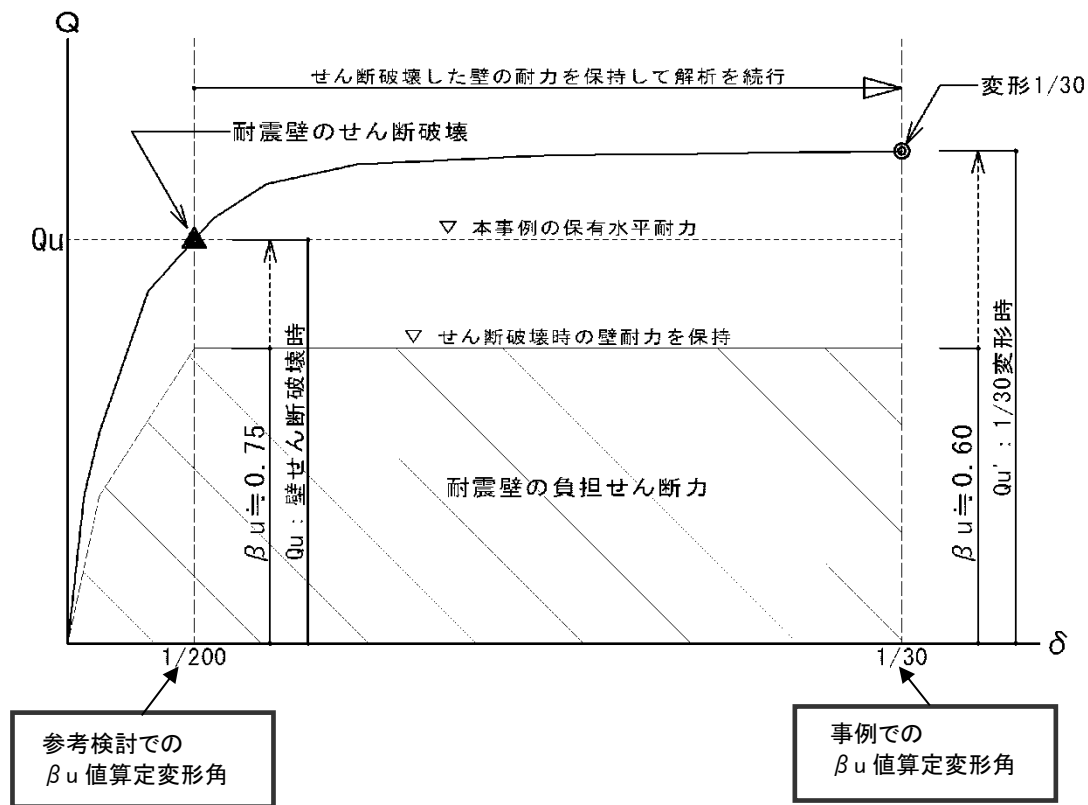 Q
せん断破壊した壁の耐力を保持して解析を続行
変形1/30
耐震壁のせん断破壊
Qu
▽ 本事例の保有水平耐力
▽ せん断破壊時の壁耐力を保持
βu≒0.75
Qu：壁せん断破壊時
耐震壁の負担せん断力
βu≒0.60
Qu'：1/30変形時
δ
1/200
1/30
参考検討での
βu値算定変形角
事例での
βu値算定変形角